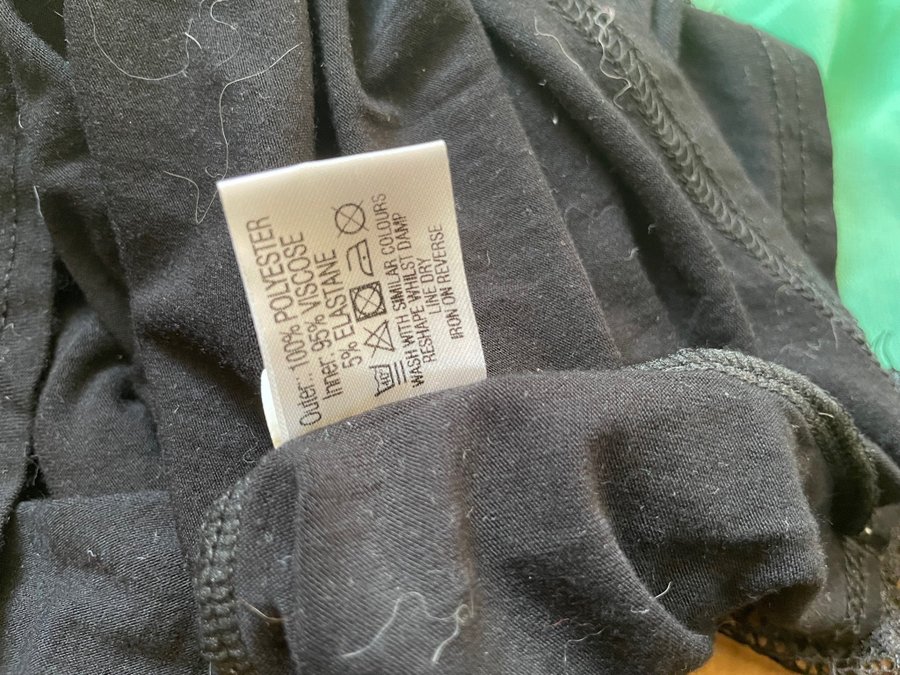 Outer: 100% POLYESTER
Inner: 95% VISCOSE
5% ELASTANE
40°
WASH WITH SIMILAR COLOURS
RESHAPE WHILST DAMP
LINE DRY
IRON ON REVERSE